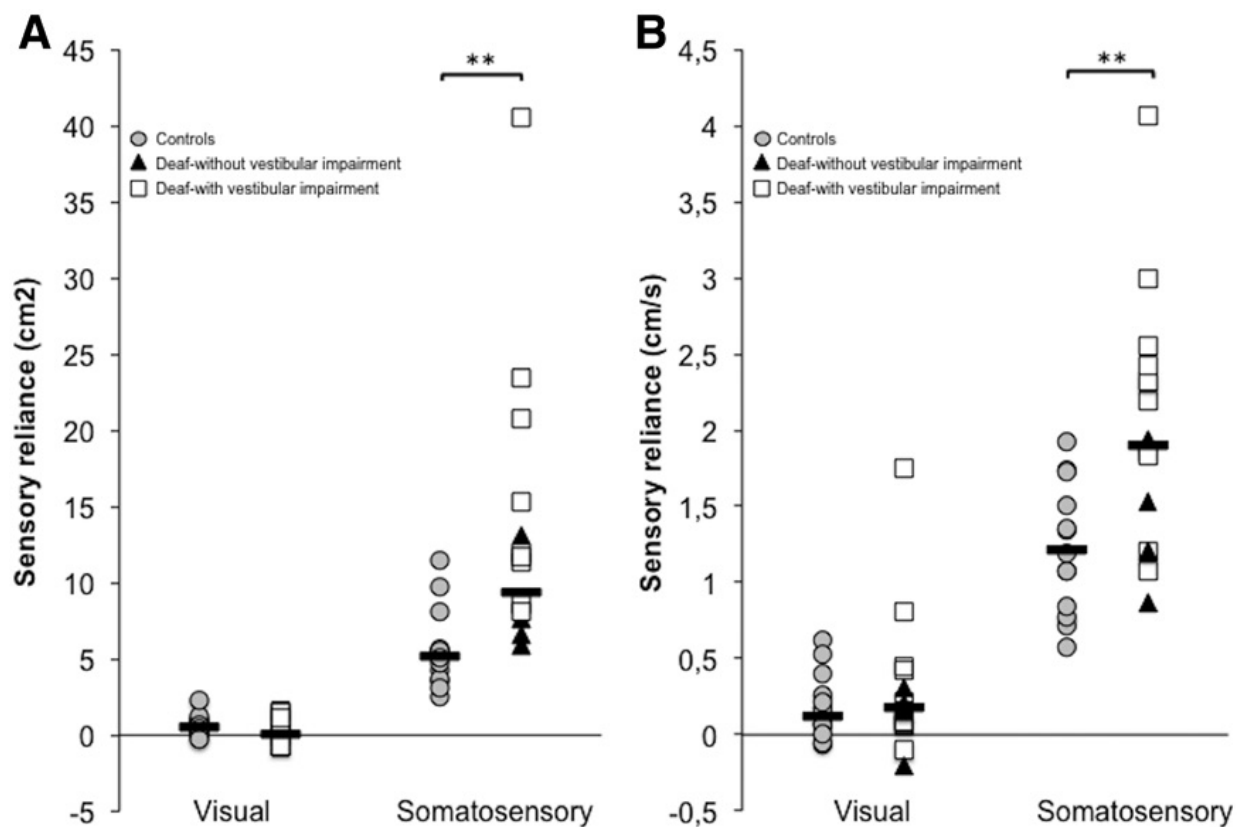 A
Sensory reliance (cm2)
45
40
35
30
25
20
15
10
5
0
-5
**
Controls
Deaf-without vestibular impairment
Deaf-with vestibular impairment
Visual
Somatosensory
B
Sensory reliance (cm/s)
4,5
4
3,5
3
2,5
2
1,5
1
0,5
0
-0,5
**
Controls
Deaf-without vestibular impairment
Deaf-with vestibular impairment
Visual
Somatosensory